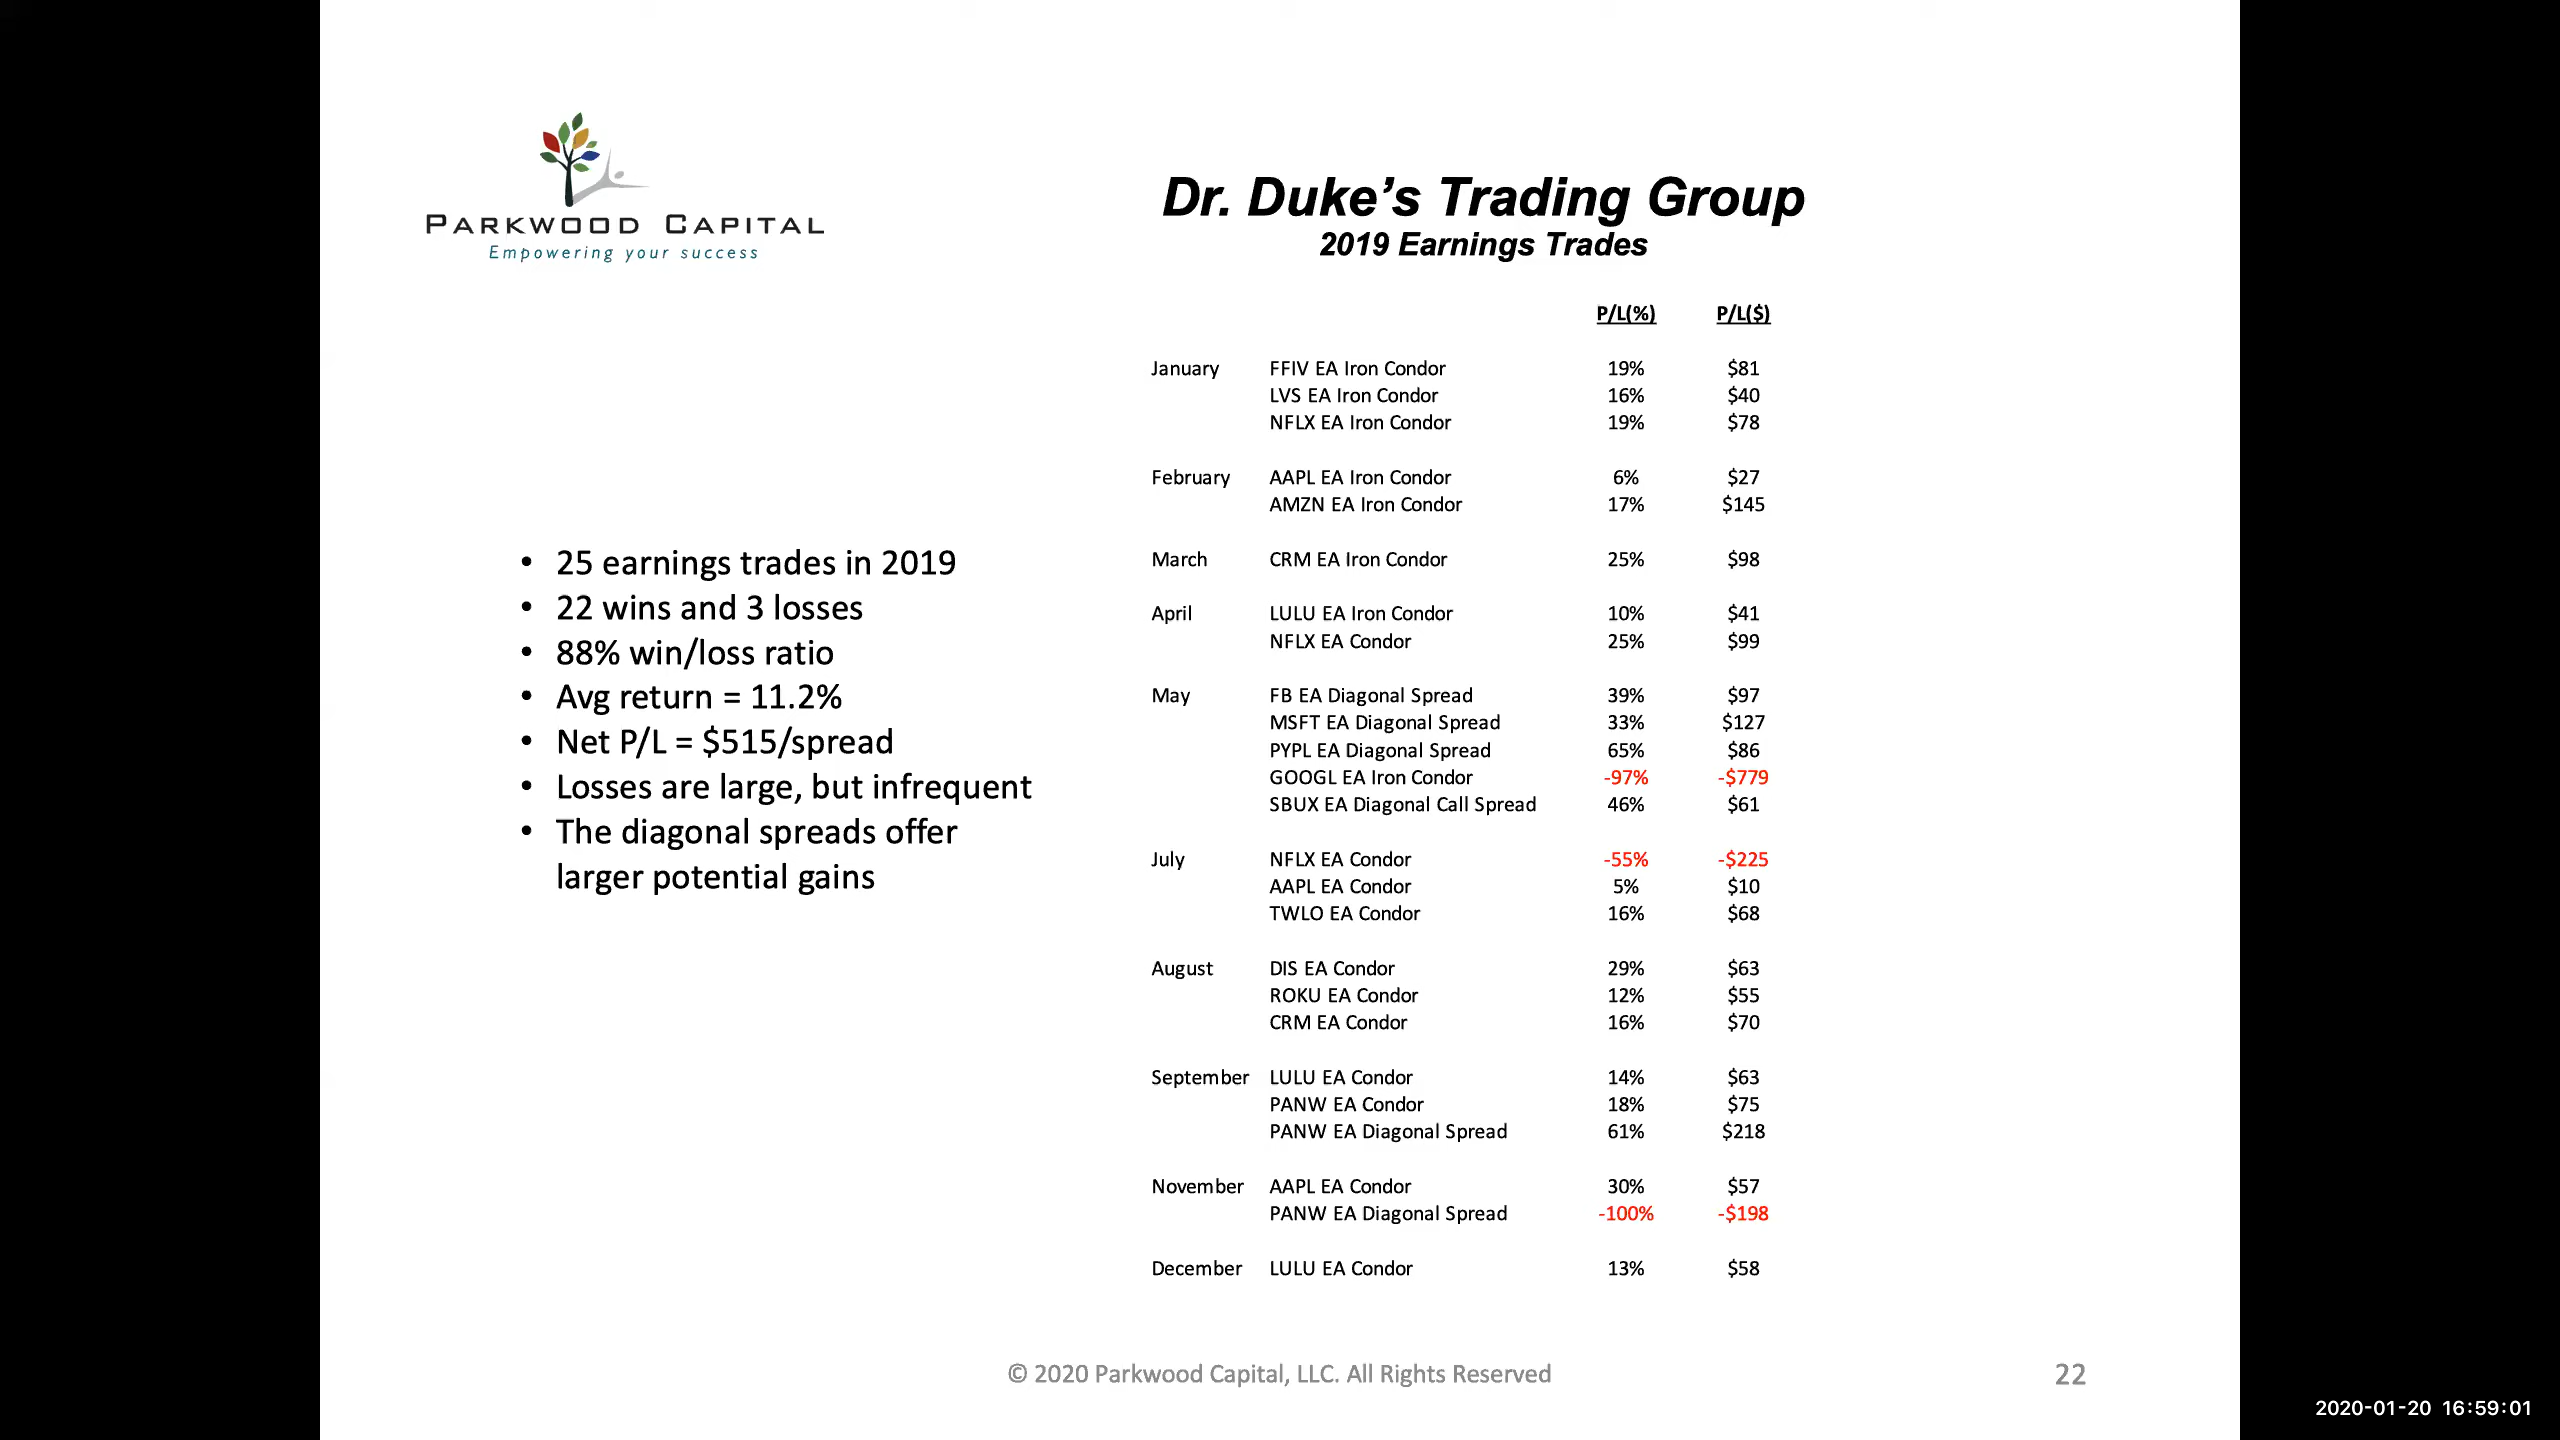 PARKWOOD CAPITAL
Empowering your success
Dr. Duke’s Trading Group
2019 Earnings Trades
• 25 earnings trades in 2019
• 22 wins and 3 losses
• 88% win/loss ratio
• Avg return = 11.2%
• Net P/L = $515/spread
• Losses are large, but infrequent
• The diagonal spreads offer
larger potential gains
P/L(%) P/L($)
January FFIV EA Iron Condor 19% $81
LVS EA Iron Condor 16% $40
NFLX EA Iron Condor 19% $78
February AAPL EA Iron Condor 6% $27
AMZN EA Iron Condor 17% $145
March CRM EA Iron Condor 25% $98
April LULU EA Iron Condor 10% $41
NFLX EA Condor 25% $99
May FB EA Diagonal Spread 39% $97
MSFT EA Diagonal Spread 33% $127
PYPL EA Diagonal Spread 65% $86
GOOGL EA Iron Condor -97% -$779
SBUX EA Diagonal Call Spread 46% $61
July NFLX EA Condor -55% -$225
AAPL EA Condor 5% $10
TWLO EA Condor 16% $68
August DIS EA Condor 29% $63
ROKU EA Condor 12% $55
CRM EA Condor 16% $70
September LULU EA Condor 14% $63
PANW EA Condor 18% $75
PANW EA Diagonal Spread 61% $218
November AAPL EA Condor 30% $57
PANW EA Diagonal Spread -100% -$198
December LULU EA Condor 13% $58
© 2020 Parkwood Capital, LLC. All Rights Reserved
22
2020-01-20 16:59:01